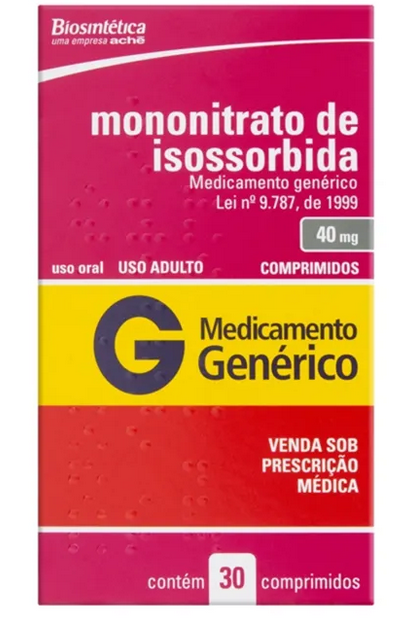 Biosintética
uma empresa achē
mononitrato de
isossorbida
Medicamento genérico
Lei nº 9.787, de 1999
40 mg
uso oral USO ADULTO COMPRIMIDOS
G Medicamento
Genérico
VENDA SOB
PRESCRIÇÃO
MÉDICA
contém 30 comprimidos